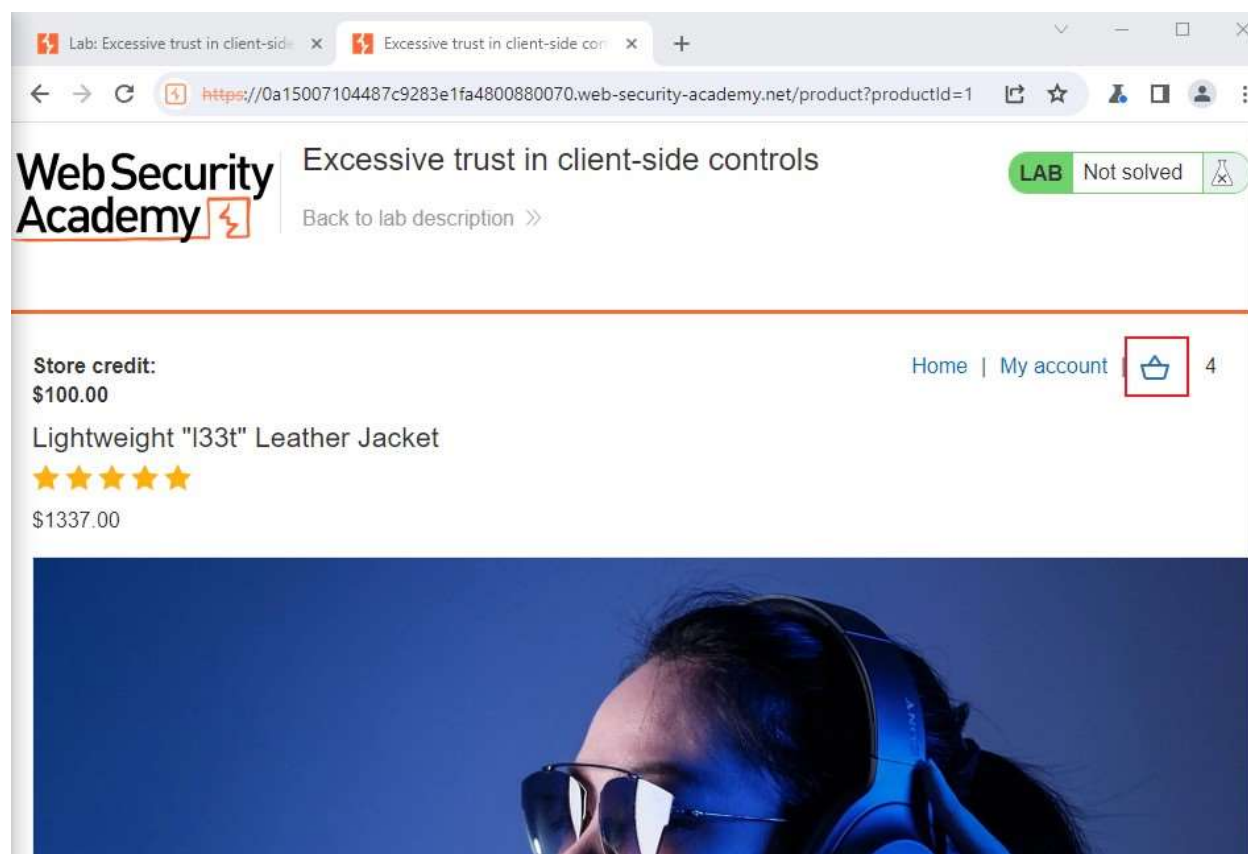 Lab: Excessive trust in client-side
Excessive trust in client-side con
https://0a15007104487c9283e1fa4800880070.web-security-academy.net/product?productId=1
Web Security
Academy
Excessive trust in client-side controls
Back to lab description
LAB Not solved
Store credit:
$100.00
Home | My account | 4
Lightweight "l33t" Leather Jacket
$1337.00